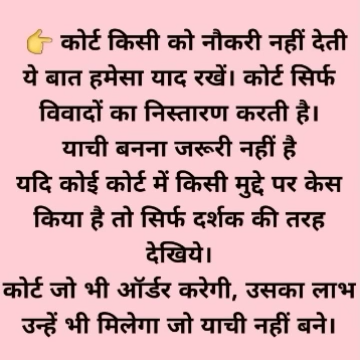 👉 कोर्ट किसी को नौकरी नहीं देती
ये बात हमेसा याद रखें। कोर्ट सिर्फ
विवादों का निस्तारण करती है।
याची बनना जरूरी नहीं है
यदि कोई कोर्ट में किसी मुद्दे पर केस
किया है तो सिर्फ दर्शक की तरह
देखिये।
कोर्ट जो भी ऑर्डर करेगी, उसका लाभ
उन्हें भी मिलेगा जो याची नहीं बने।